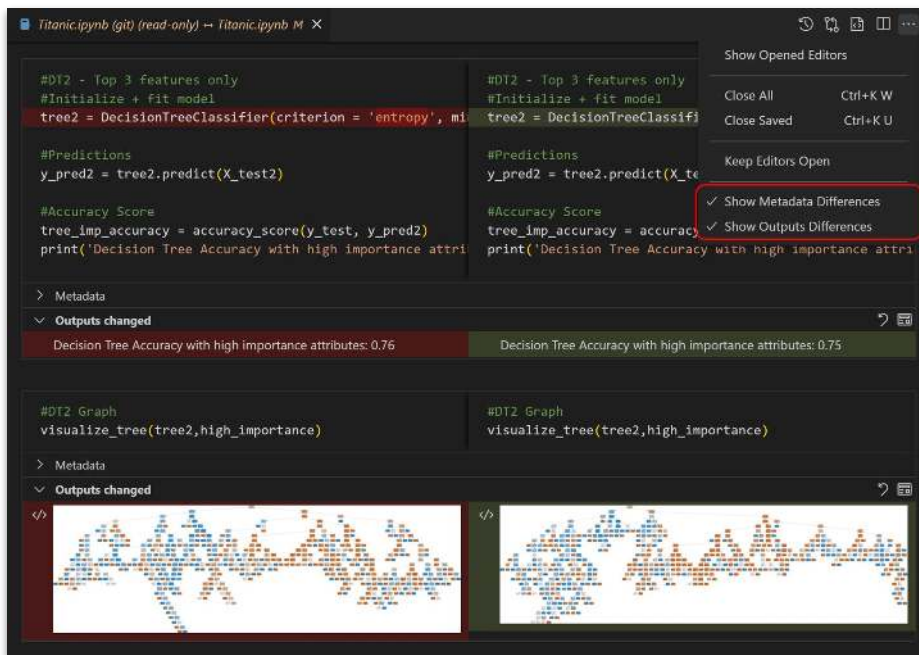 Titanic.ipynb (git) (read-only) ↔ Titanic.ipynb M
Show Opened Editors
Close All Ctrl+K W
Close Saved Ctrl+K U
Keep Editors Open
✓ Show Metadata Differences
✓ Show Outputs Differences
#DT2 - Top 3 features only
#Initialize + fit model
tree2 = DecisionTreeClassifier(criterion = 'entropy', mi
#Predictions
y_pred2 = tree2.predict(X_test2)
#Accuracy Score
tree_imp_accuracy = accuracy_score(y_test, y_pred2)
print('Decision Tree Accuracy with high importance attri
#DT2 - Top 3 features only
#Initialize + fit model
tree2 = DecisionTreeClassifi
#Predictions
y_pred2 = tree2.predict(X_te
#Accuracy Score
tree_imp_accuracy = accurac
print('Decision Tree Accuracy with high importance attri
Metadata
Outputs changed
Decision Tree Accuracy with high importance attributes: 0.76
Decision Tree Accuracy with high importance attributes: 0.75
#DT2 Graph
visualize_tree(tree2,high_importance)
#DT2 Graph
visualize_tree(tree2,high_importance)
Metadata
Outputs changed